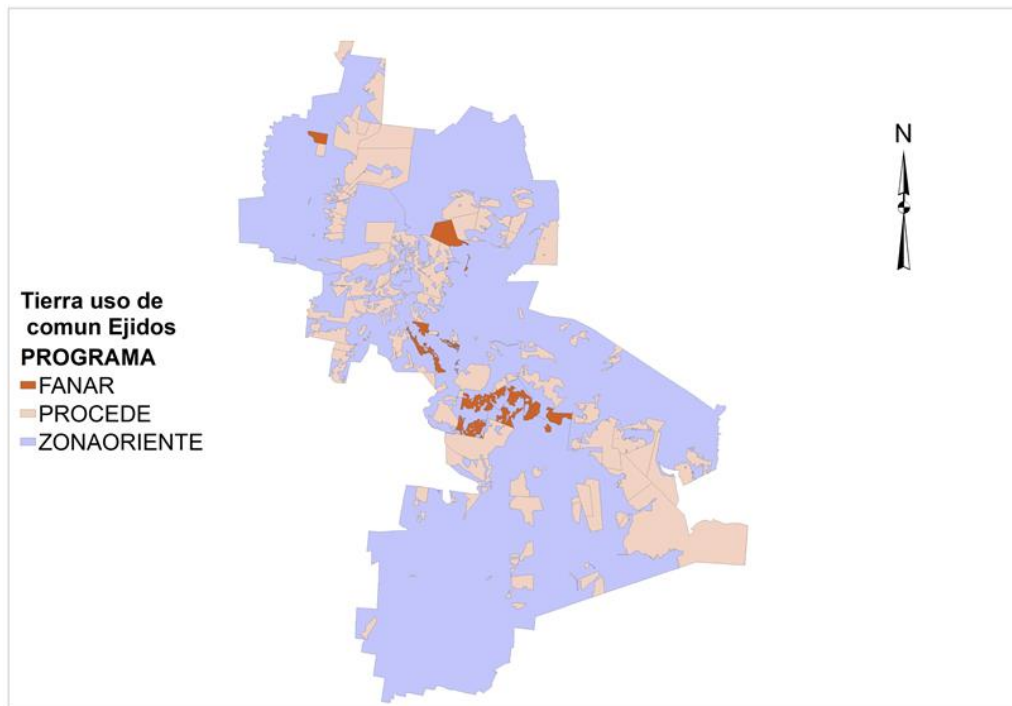 N
Tierra uso de
comun Ejidos
PROGRAMA
FANAR
PROCEDE
ZONAORIENTE